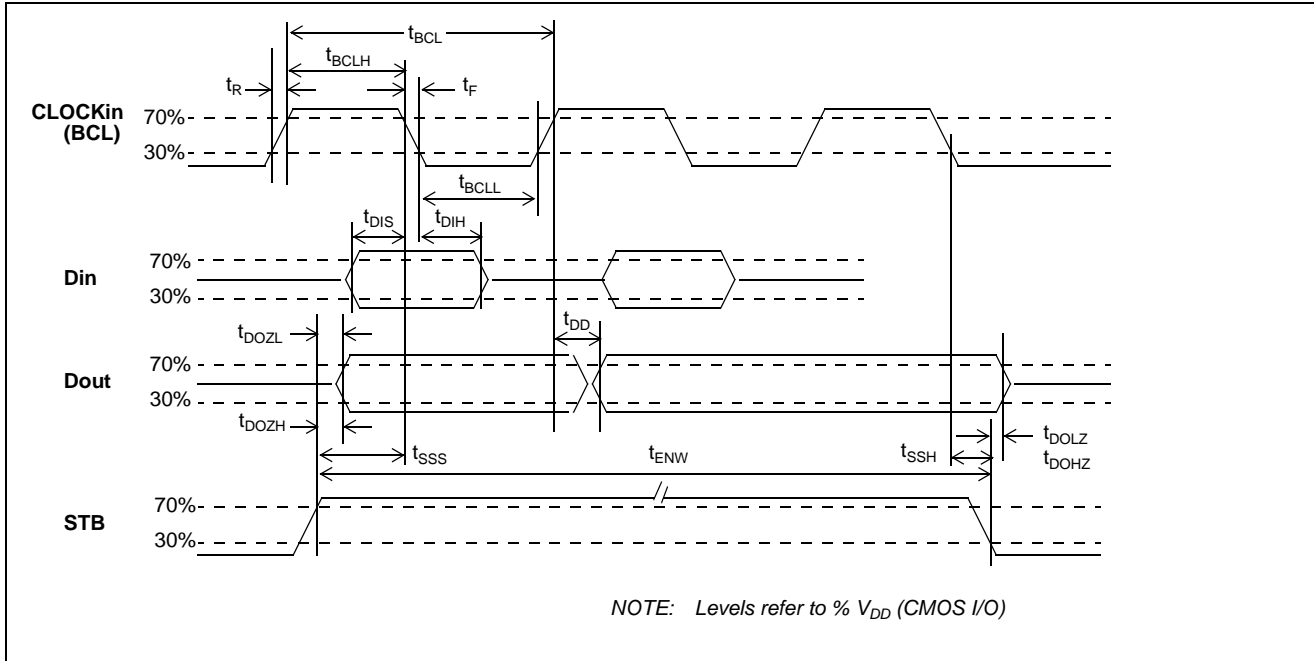 tBCL
tBCLH
tR
tF
CLOCKin
(BCL)
70%
30%
tBCLL
tDIS
tDIH
Din
70%
30%
tDD
tDOZL
Dout
70%
30%
tDOZH
tSSS
tENW
tSSH
tDOLZ
tDOHZ
STB
70%
30%
NOTE: Levels refer to % VDD (CMOS I/O)